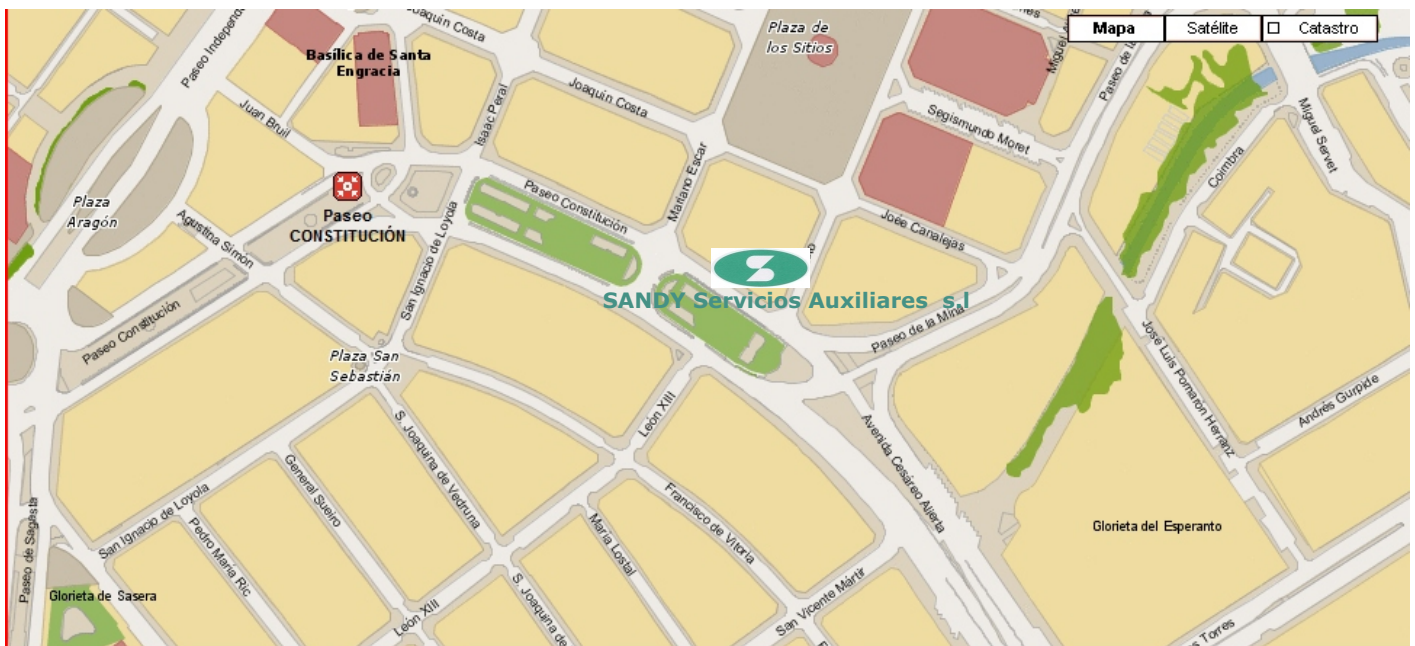 Mapa
Satélite
Catastro
Joaquín Costa
Plaza de
los Sitios
Paseo Independ
Basílica de Santa
Engracia
Paseo de la
Joaquín Costa
Juan Bruil
Isaac Peral
Segismundo Moret
Miguel Servet
Coimbra
Mariano Escar
Plaza
Aragón
Paseo
CONSTITUCIÓN
Paseo Constitución
Agustina Simón
San Ignacio de Loyola
Joée Canalejas
SANDY Servicios Auxiliares s.l
Paseo Constitución
Paseo de la Mina
Plaza San
Sebastián
José Luis Pomarón Herranz
Andrés Gurpide
León XIII
S. Joaquina de Vedruna
Avenida Cesáreo Alierta
General Sueiro
San Ignacio de Loyola
Francisco de Vitoria
María Lostal
Pedro María Ric
Paseo de Sagasta
Glorieta del Esperanto
Glorieta de Sasera
San Vicente Mártir
León XIII
S. Joaquina de
Torres